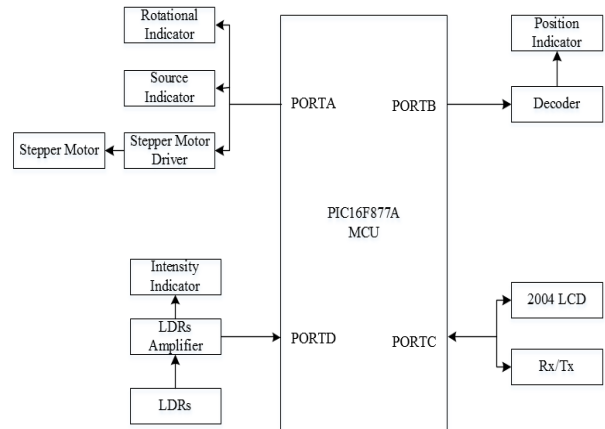 Rotational
Indicator
Source
Indicator
Stepper Motor
Stepper Motor
Driver
PORTA
PORTB
Position
Indicator
Decoder
PIC16F877A
MCU
Intensity
Indicator
LDRs
Amplifier
LDRs
PORTD
PORTC
2004 LCD
Rx/Tx